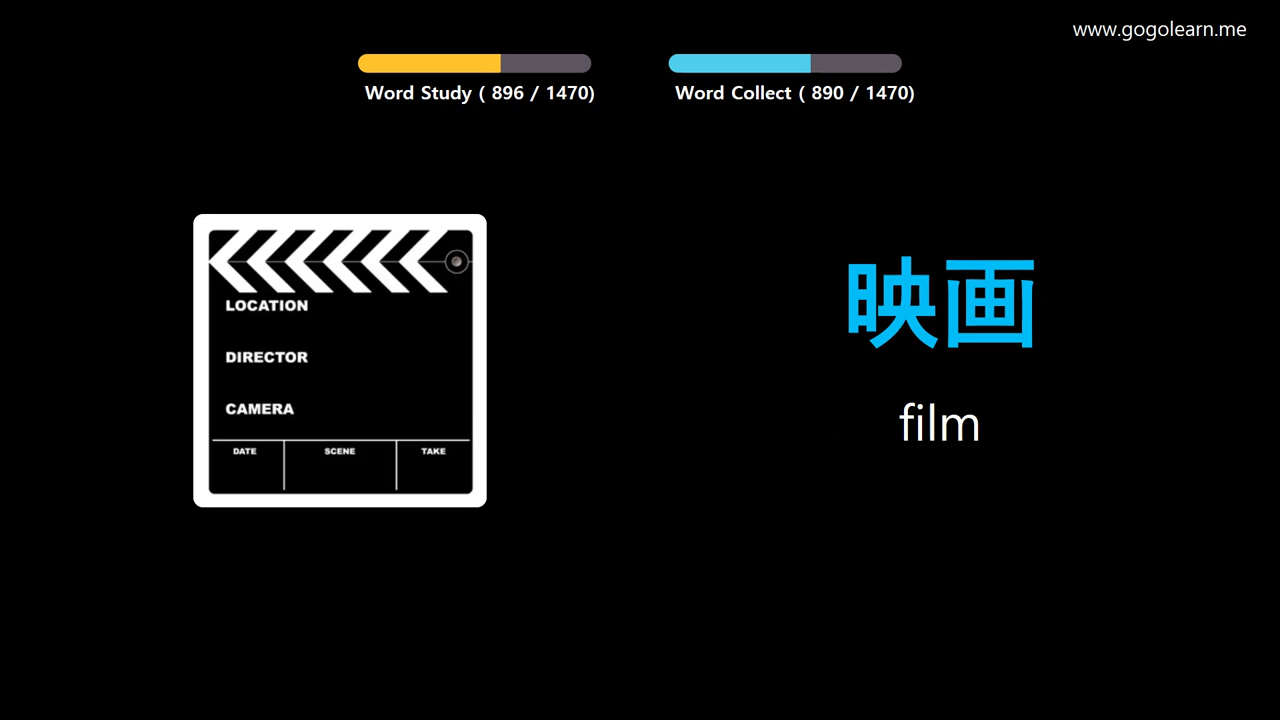 www.gogolearn.me
Word Study ( 896 / 1470)
Word Collect ( 890 / 1470)
LOCATION
DIRECTOR
CAMERA
DATE
SCENE
TAKE
映画
film